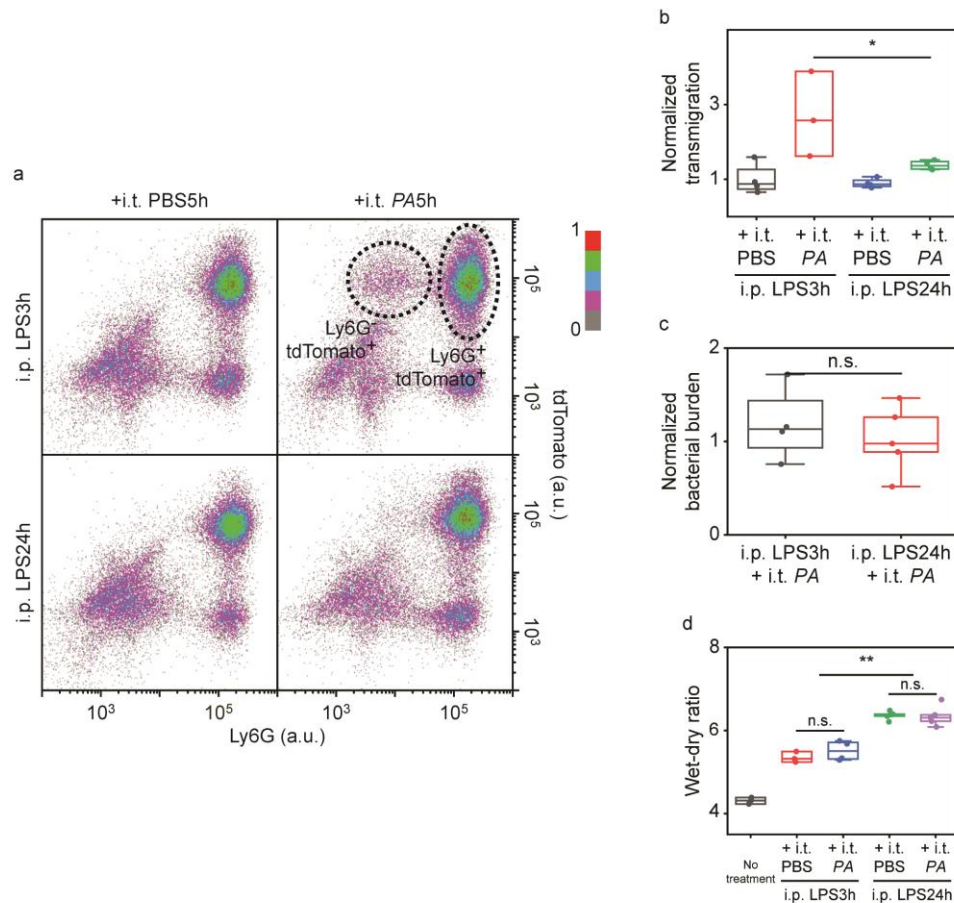 a
+i.t. PBS5h
+i.t. PA5h
i.p. LPS3h
i.p. LPS24h
Ly6G⁻
tdTomato⁺
Ly6G⁺
tdTomato⁺
1
0
10⁵
10³
10⁵
10³
tdTomato (a.u.)
10³ 10⁵ 10³ 10⁵
Ly6G (a.u.)
b
Normalized
transmigration
3
1
*
+ i.t. + i.t. + i.t. + i.t.
PBS PA PBS PA
i.p. LPS3h i.p. LPS24h
c
Normalized
bacterial burden
2
1
0
n.s.
i.p. LPS3h i.p. LPS24h
+ i.t. PA + i.t. PA
d
Wet-dry ratio
8
6
4
**
n.s.
n.s.
No
treatment
+ i.t. + i.t. + i.t. + i.t.
PBS PA PBS PA
i.p. LPS3h i.p. LPS24h